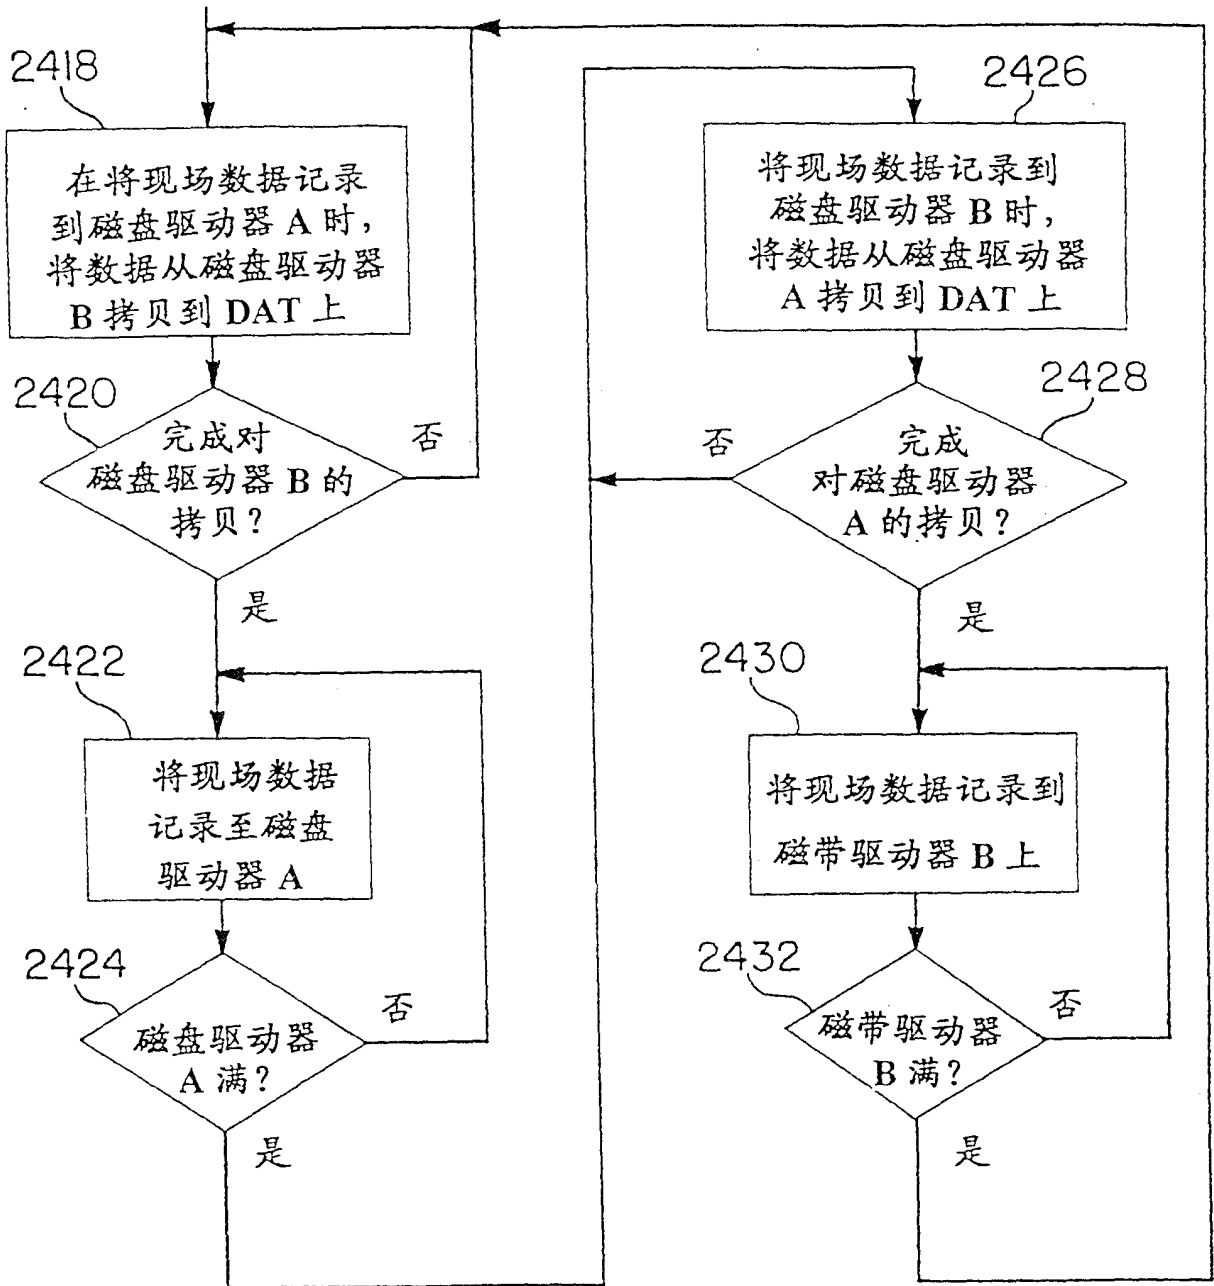 2418
在将现场数据记录
到磁盘驱动器 A 时，
将数据从磁盘驱动器
B 拷贝到 DAT 上
2420
完成对
磁盘驱动器 B 的
拷贝？
否
是
2422
将现场数据
记录至磁盘
驱动器 A
2424
磁盘驱动器
A 满？
否
是
2426
将现场数据记录到
磁盘驱动器 B 时，
将数据从磁盘驱动器
A 拷贝到 DAT 上
2428
完成
对磁盘驱动器
A 的拷贝？
否
是
2430
将现场数据记录到
磁带驱动器 B 上
2432
磁带驱动器
B 满？
否
是